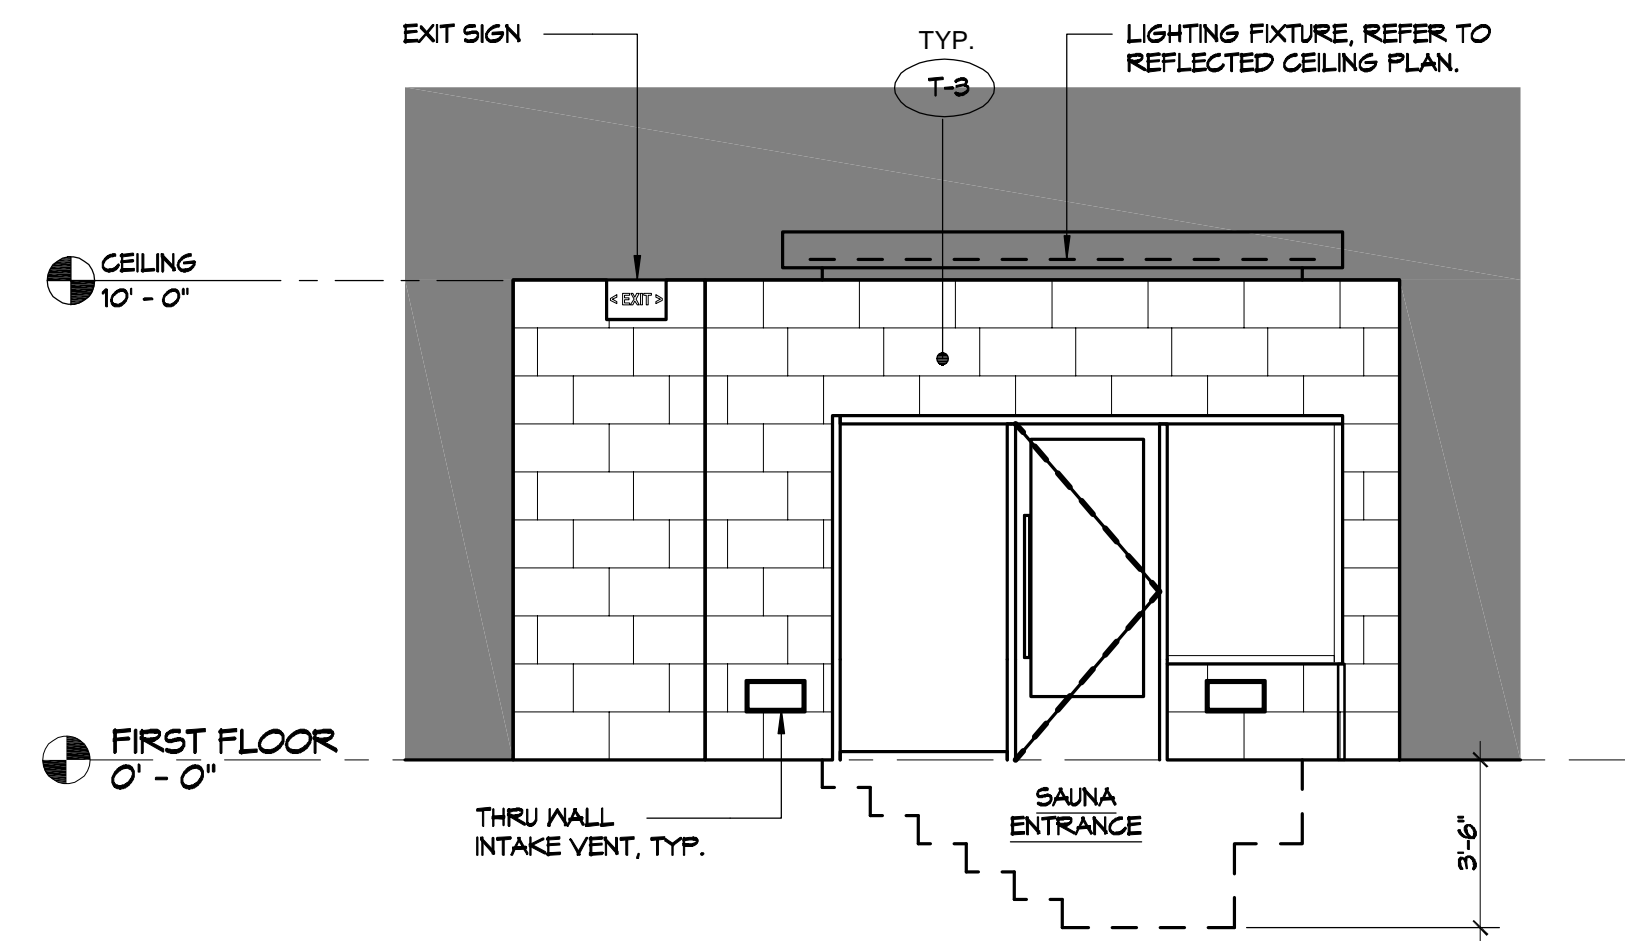 EXIT SIGN
TYP.
T-3
LIGHTING FIXTURE, REFER TO
REFLECTED CEILING PLAN.
CEILING
10' - 0"
< EXIT >
FIRST FLOOR
0' - 0"
THRU WALL
INTAKE VENT, TYP.
SAUNA
ENTRANCE
3'-6"